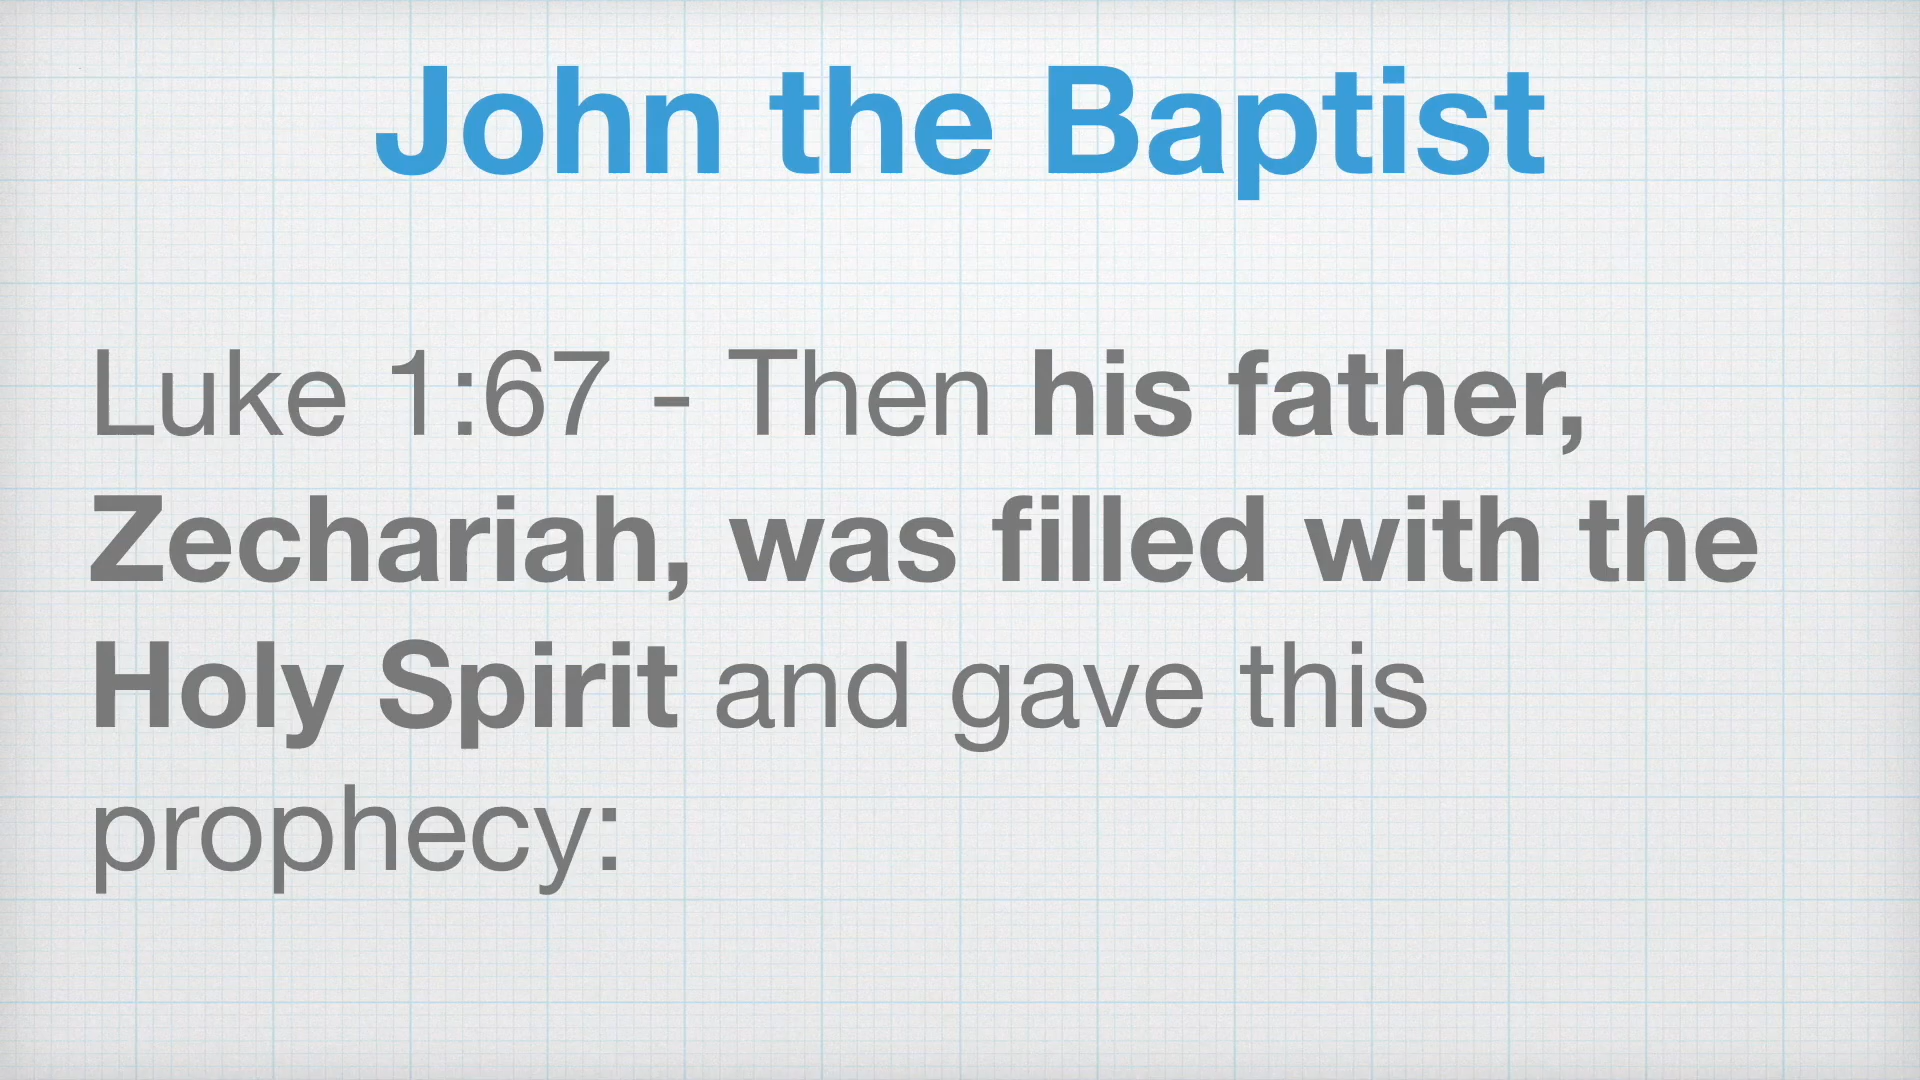 John the Baptist
Luke 1:67 - Then his father,
Zechariah, was filled with the
Holy Spirit and gave this
prophecy: